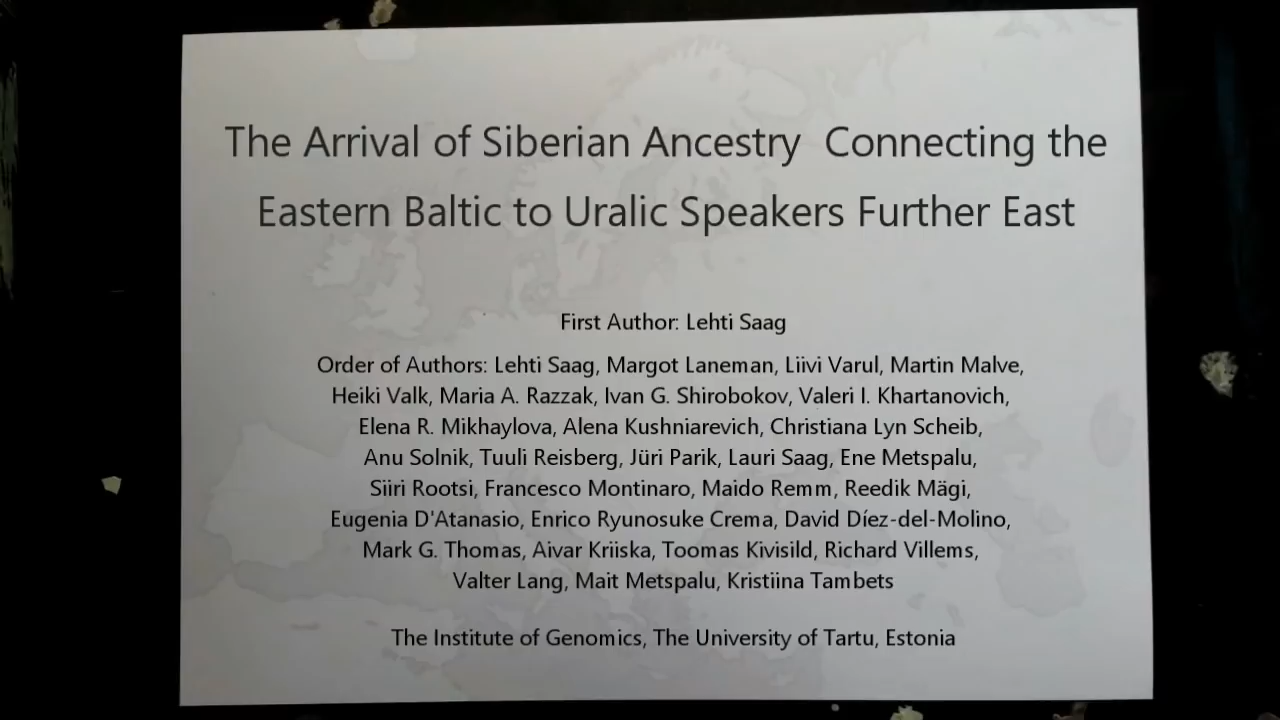 The Arrival of Siberian Ancestry Connecting the
Eastern Baltic to Uralic Speakers Further East
First Author: Lehti Saag
Order of Authors: Lehti Saag, Margot Laneman, Liivi Varul, Martin Malve,
Heiki Valk, Maria A. Razzak, Ivan G. Shirobokov, Valeri I. Khartanovich,
Elena R. Mikhaylova, Alena Kushniarevich, Christiana Lyn Scheib,
Anu Solnik, Tuuli Reisberg, Jüri Parik, Lauri Saag, Ene Metspalu,
Siiri Rootsi, Francesco Montinaro, Maido Remm, Reedik Mägi,
Eugenia D'Atanasio, Enrico Ryunosuke Crema, David Díez-del-Molino,
Mark G. Thomas, Aivar Kriiska, Toomas Kivisild, Richard Villems,
Valter Lang, Mait Metspalu, Kristiina Tambets
The Institute of Genomics, The University of Tartu, Estonia